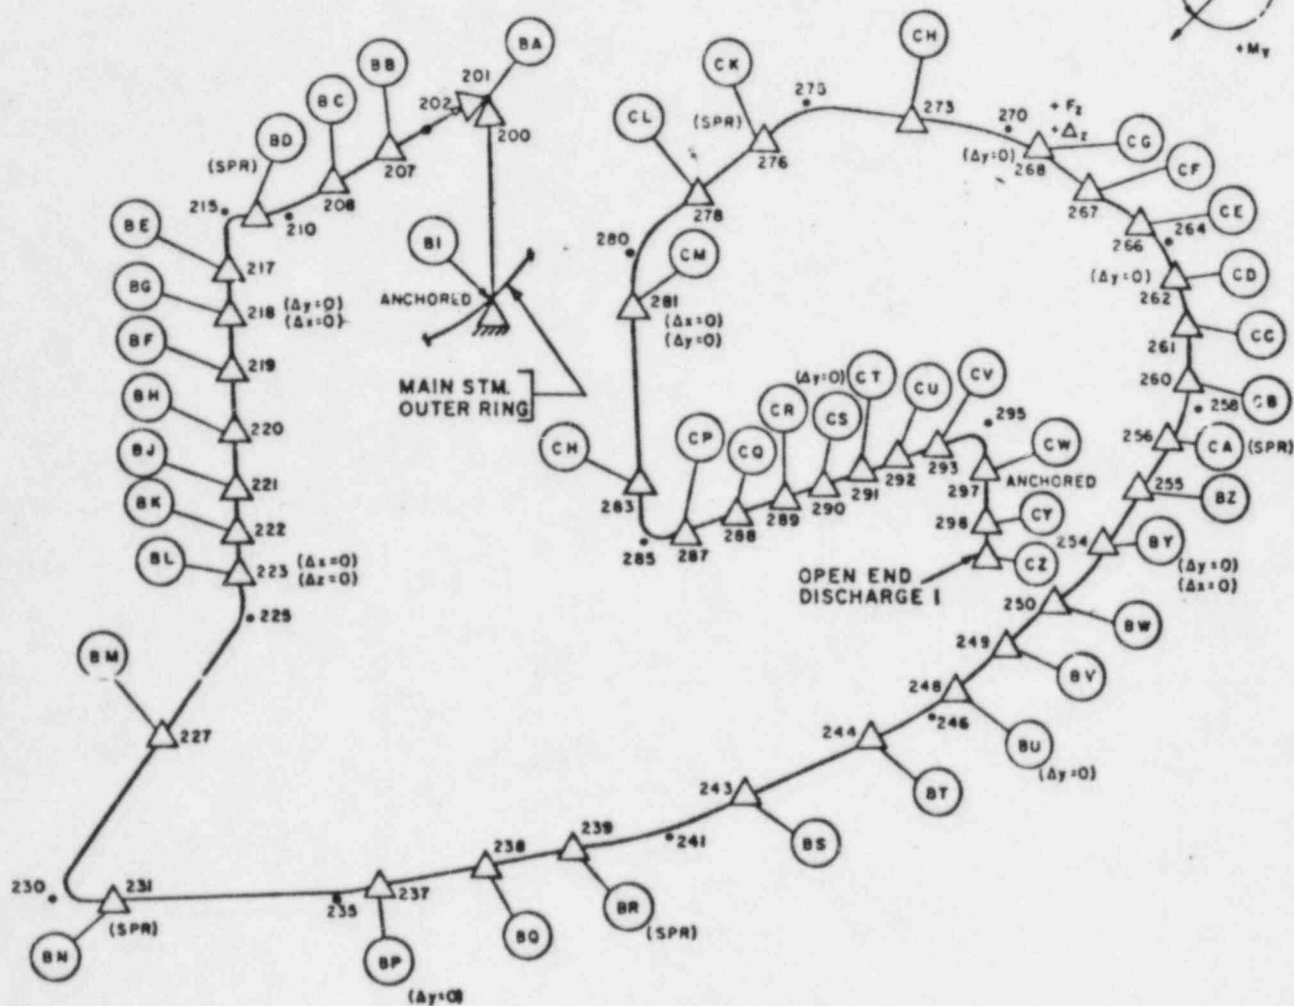 +My
BA
201
202
200
BB
207
BC
208
BD
(SPR)
215
210
BE
217
BG
218
(Δy=0)
(Δx=0)
BF
219
BH
220
BJ
221
BK
222
BL
223
(Δx=0)
(Δz=0)
225
BM
227
230
231
(SPR)
BN
235
237
BP
(Δy=0)
238
BQ
239
BR
(SPR)
241
243
BS
244
BT
246
248
BU
(Δy=0)
249
BV
250
BW
254
BY
(Δy=0)
(Δx=0)
255
BZ
256
CA
(SPR)
258
260
CB
261
CC
262
(Δy=0)
CD
264
266
CE
267
CF
268
(Δy=0)
CG
270
+ Fz
+ Δz
273
CH
275
CK
(SPR)
276
CL
278
280
CM
281
(Δx=0)
(Δy=0)
BI
ANCHORED
MAIN STM.
OUTER RING
CH
283
285
CP
287
CQ
288
CR
289
CS
290
(Δy=0)
CT
291
CU
292
CV
293
295
CW
297
ANCHORED
298
CY
CZ
OPEN END
DISCHARGE I